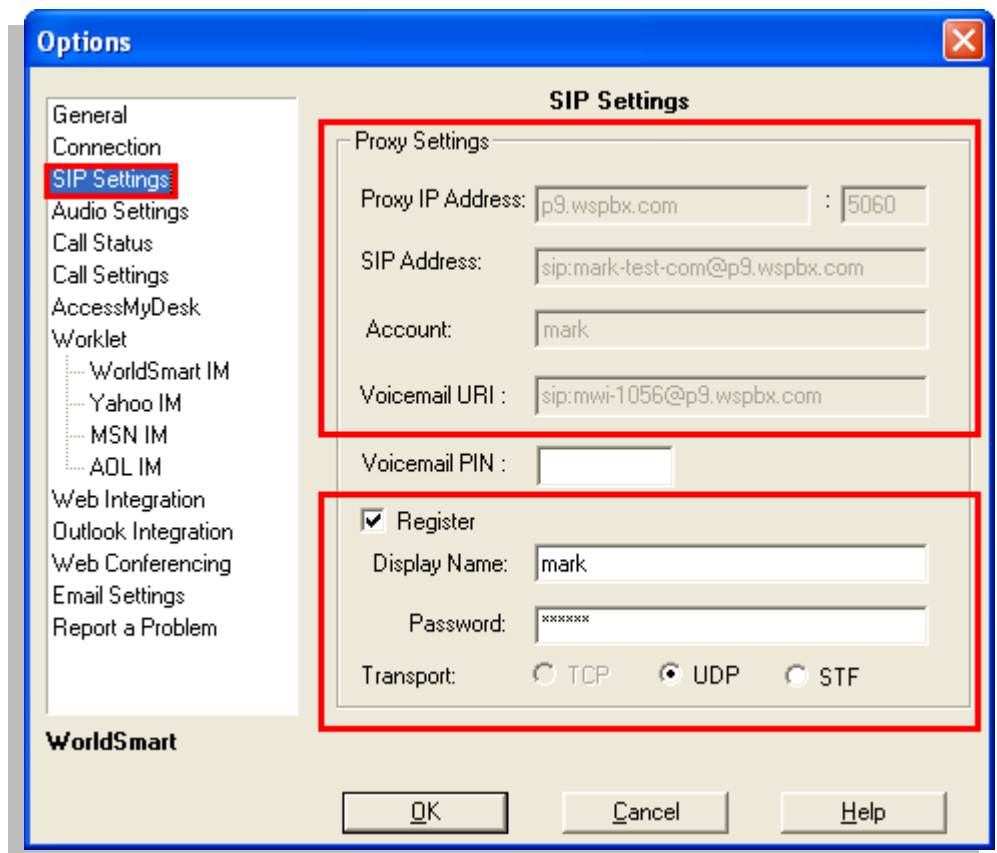 Options
SIP Settings
General
Connection
SIP Settings
Audio Settings
Call Status
Call Settings
AccessMyDesk
Worklet
WorldSmart IM
Yahoo IM
MSN IM
AOL IM
Web Integration
Outlook Integration
Web Conferencing
Email Settings
Report a Problem
WorldSmart
Proxy Settings
Proxy IP Address: p9.wspbx.com : 5060
SIP Address: sip:mark-test-com@p9.wspbx.com
Account: mark
Voicemail URI : sip:mwi-1056@p9.wspbx.com
Voicemail PIN :
Register
Display Name: mark
Password: ******
Transport: TCP UDP STF
OK Cancel Help